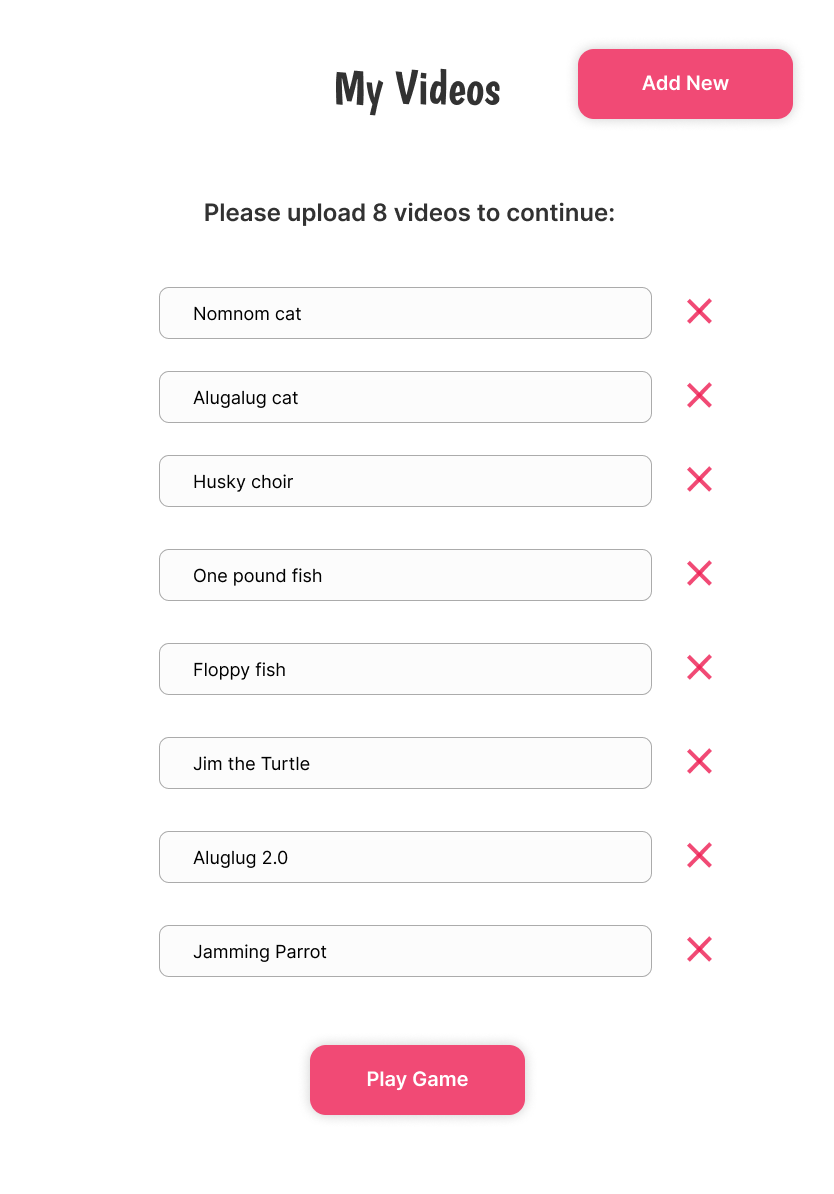 My Videos
Add New
Please upload 8 videos to continue:
Nomnom cat
Alugalug cat
Husky choir
One pound fish
Floppy fish
Jim the Turtle
Aluglug 2.0
Jamming Parrot
Play Game